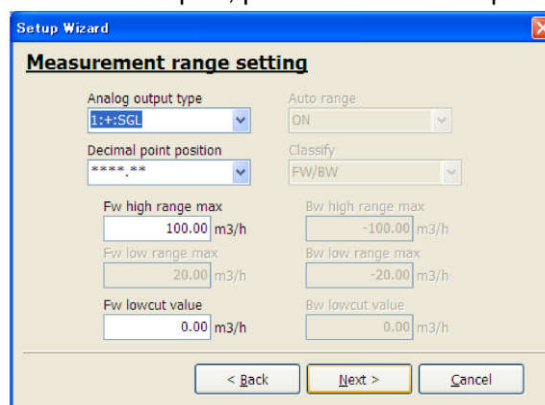 Setup Wizard
Measurement range setting
Analog output type
Auto range
1:+:SGL
ON
Decimal point position
Classify
****.**
FW/BW
Fw high range max
Bw high range max
100.00 m3/h
-100.00 m3/h
Fw low range max
Bw low range max
20.00 m3/h
-20.00 m3/h
Fw lowcut value
Bw lowcut value
0.00 m3/h
0.00 m3/h
< Back
Next >
Cancel